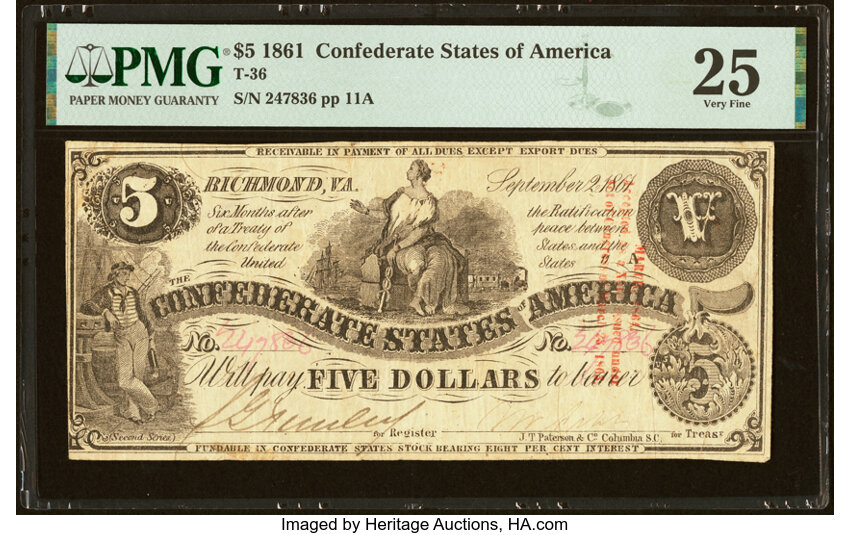 PMG® $5 1861 Confederate States of America
T-36
PAPER MONEY GUARANTY S/N 247836 pp 11A
25
Very Fine
RECEIVABLE IN PAYMENT OF ALL DUES EXCEPT EXPORT DUES
5
RICHMOND, VA. September 2, 1861
Six Months after the Ratification
of a Treaty of peace between
the Confederate States and the
United States 11 A
V
THE
CONFEDERATE STATES OF AMERICA
No. 247836 No. 247836
Will pay FIVE DOLLARS to bearer
5
for Register
J. T. Paterson & Co. Columbia S.C.
for Treasr.
(Second Series)
FUNDABLE IN CONFEDERATE STATES STOCK BEARING EIGHT PER CENT INTEREST
Imaged by Heritage Auctions, HA.com